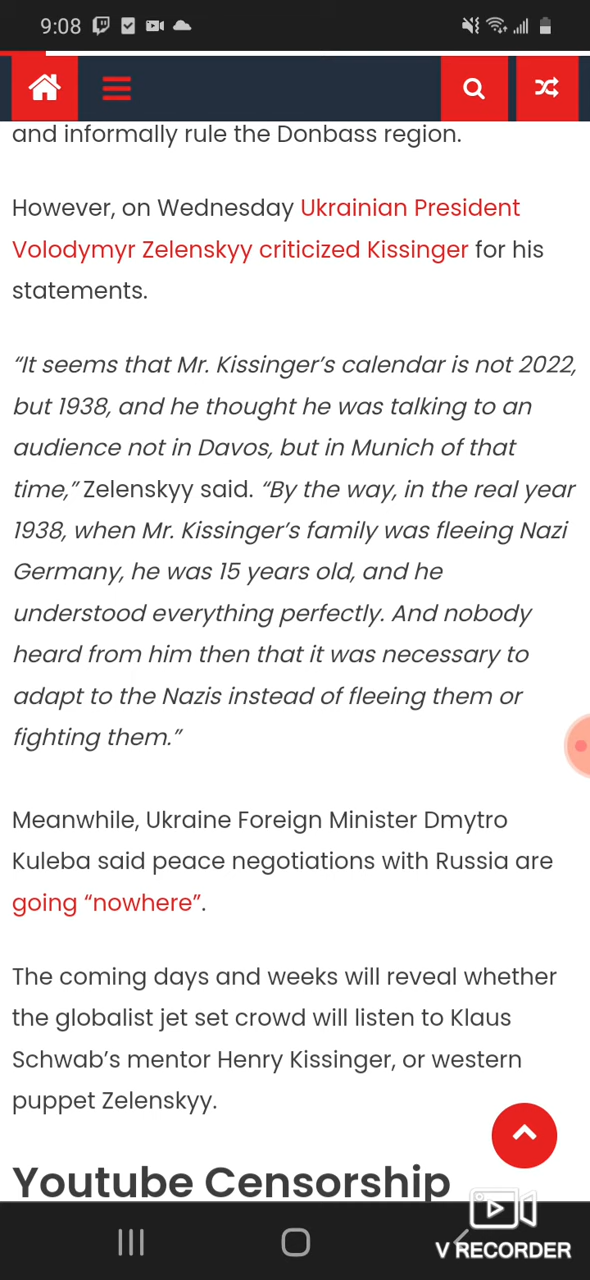 9:08
and informally rule the Donbass region.
However, on Wednesday Ukrainian President
Volodymyr Zelenskyy criticized Kissinger for his
statements.
“It seems that Mr. Kissinger’s calendar is not 2022,
but 1938, and he thought he was talking to an
audience not in Davos, but in Munich of that
time,” Zelenskyy said. “By the way, in the real year
1938, when Mr. Kissinger’s family was fleeing Nazi
Germany, he was 15 years old, and he
understood everything perfectly. And nobody
heard from him then that it was necessary to
adapt to the Nazis instead of fleeing them or
fighting them.”
Meanwhile, Ukraine Foreign Minister Dmytro
Kuleba said peace negotiations with Russia are
going “nowhere”.
The coming days and weeks will reveal whether
the globalist jet set crowd will listen to Klaus
Schwab’s mentor Henry Kissinger, or western
puppet Zelenskyy.
Youtube Censorship
V RECORDER